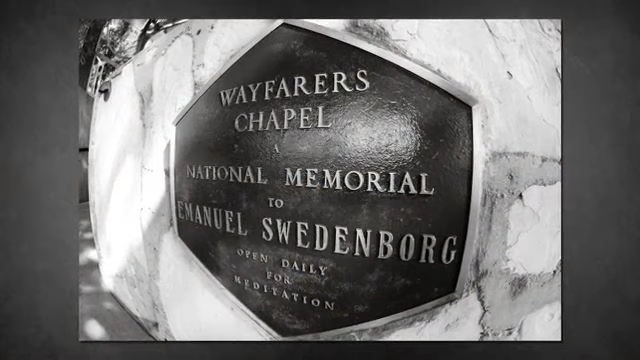 WAYFARERS
CHAPEL
A
NATIONAL MEMORIAL
TO
EMANUEL SWEDENBORG
OPEN DAILY
FOR
MEDITATION